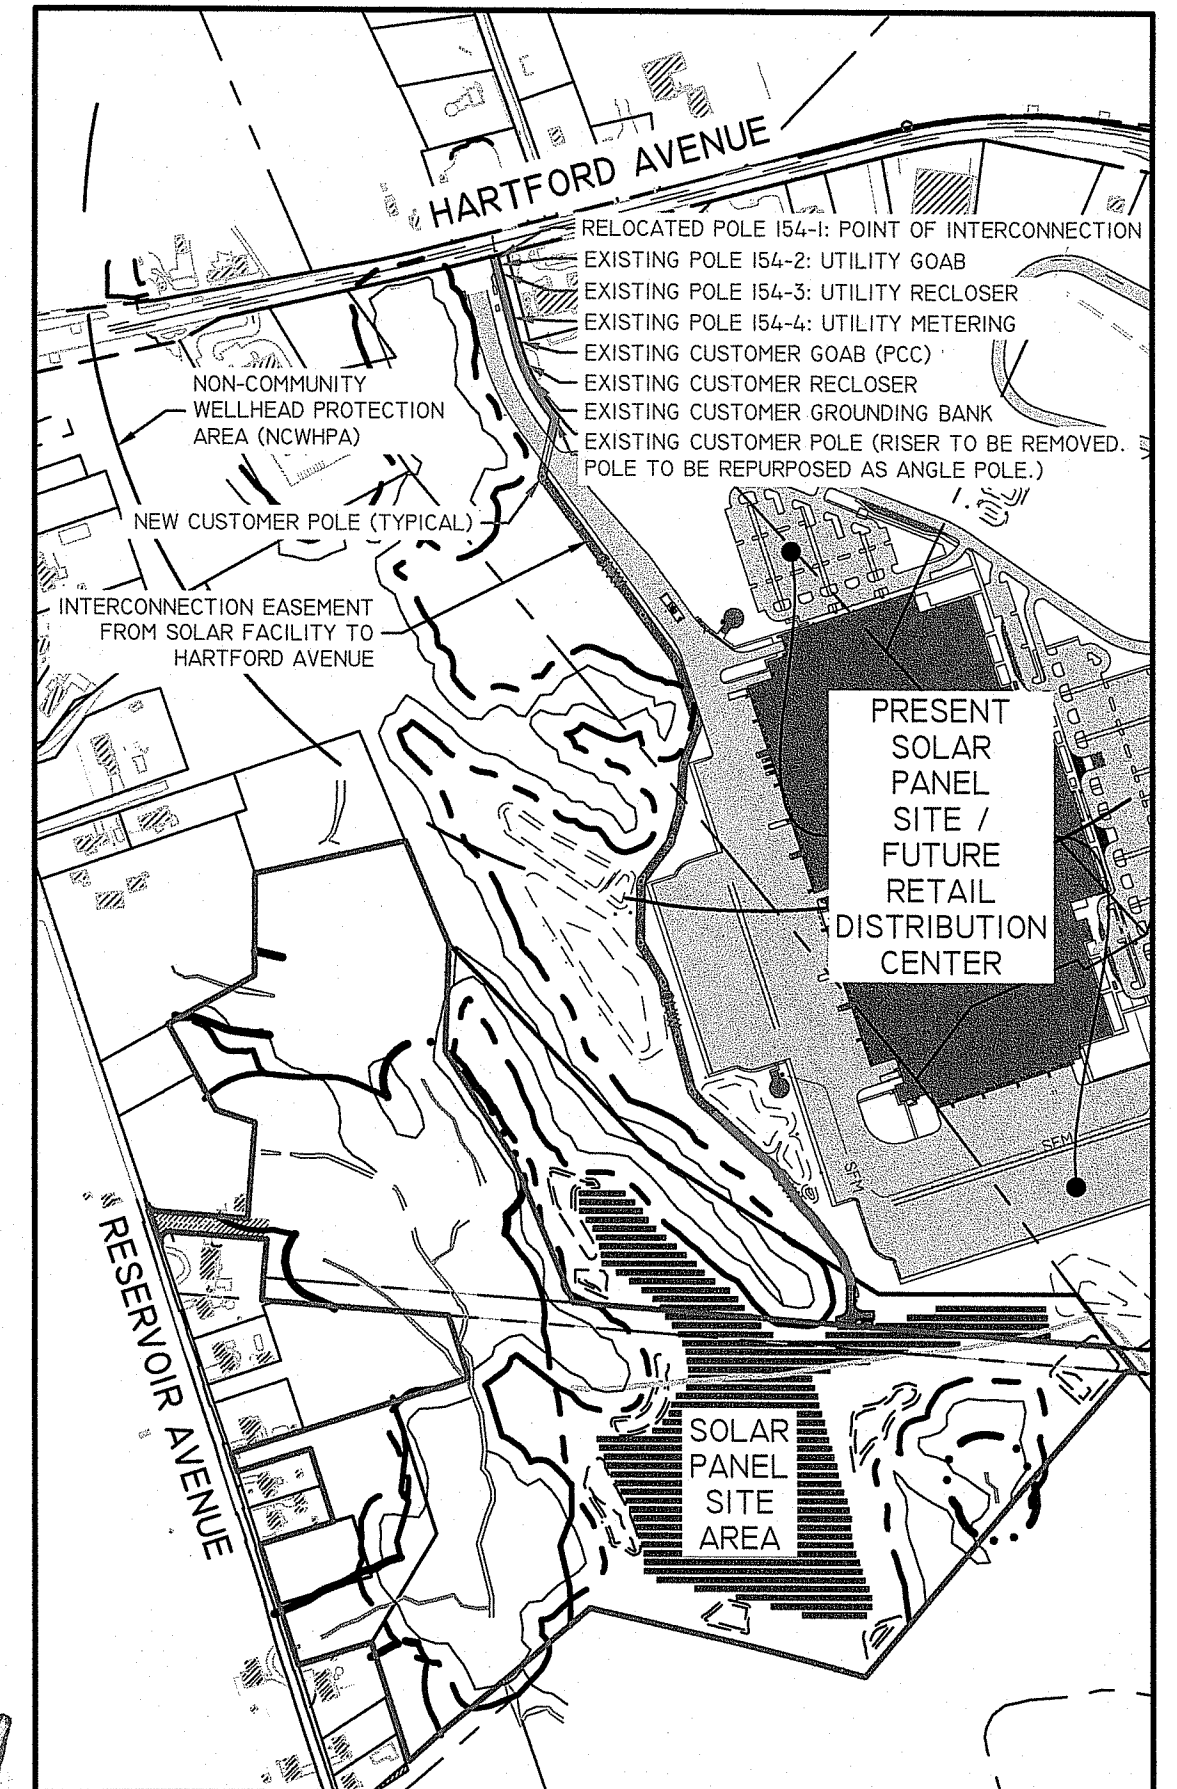 HARTFORD AVENUE
RELOCATED POLE 154-1: POINT OF INTERCONNECTION
EXISTING POLE 154-2: UTILITY GOAB
EXISTING POLE 154-3: UTILITY RECLOSER
EXISTING POLE 154-4: UTILITY METERING
EXISTING CUSTOMER GOAB (PCC)
EXISTING CUSTOMER RECLOSER
EXISTING CUSTOMER GROUNDING BANK
EXISTING CUSTOMER POLE (RISER TO BE REMOVED.
POLE TO BE REPURPOSED AS ANGLE POLE.)
NON-COMMUNITY
WELLHEAD PROTECTION
AREA (NCWHPA)
NEW CUSTOMER POLE (TYPICAL)
INTERCONNECTION EASEMENT
FROM SOLAR FACILITY TO
HARTFORD AVENUE
PRESENT
SOLAR
PANEL
SITE /
FUTURE
RETAIL
DISTRIBUTION
CENTER
SEM
SEM
RESERVOIR AVENUE
SOLAR
PANEL
SITE
AREA